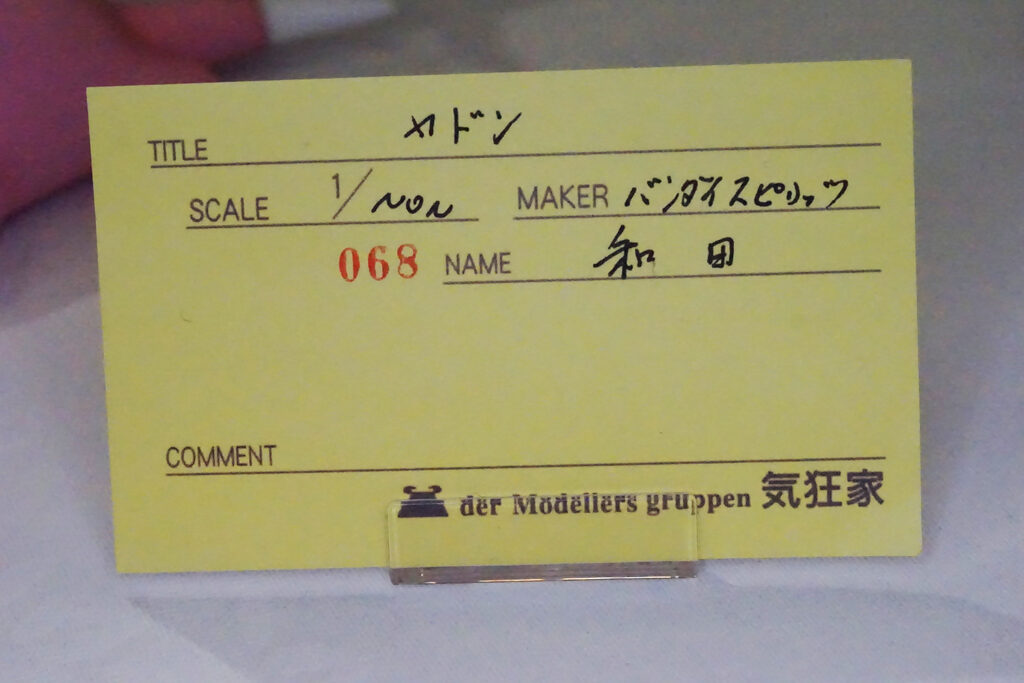 TITLE ヤドン
SCALE 1/NON MAKER バンダイスピリッツ
068 NAME 和田
COMMENT
der Modellers gruppen 気狂家